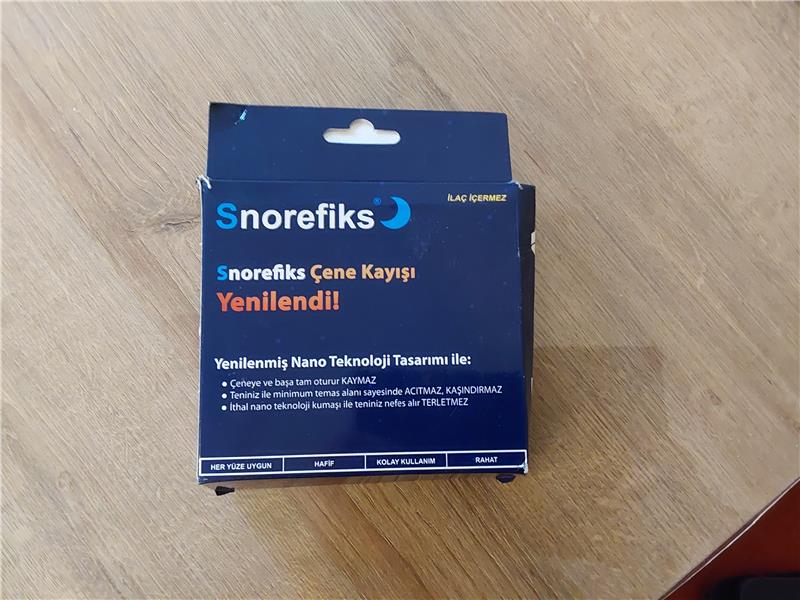 Snorefiks®
İLAÇ İÇERMEZ
Snorefiks Çene Kayışı
Yenilendi!
Yenilenmiş Nano Teknoloji Tasarımı ile:
• Çeneye ve başa tam oturur KAYMAZ
• Teniniz ile minimum temas alanı sayesinde ACITMAZ, KAŞINDIRMAZ
• İthal nano teknoloji kumaşı ile teniniz nefes alır TERLETMEZ
HER YÜZE UYGUN HAFİF KOLAY KULLANIM RAHAT